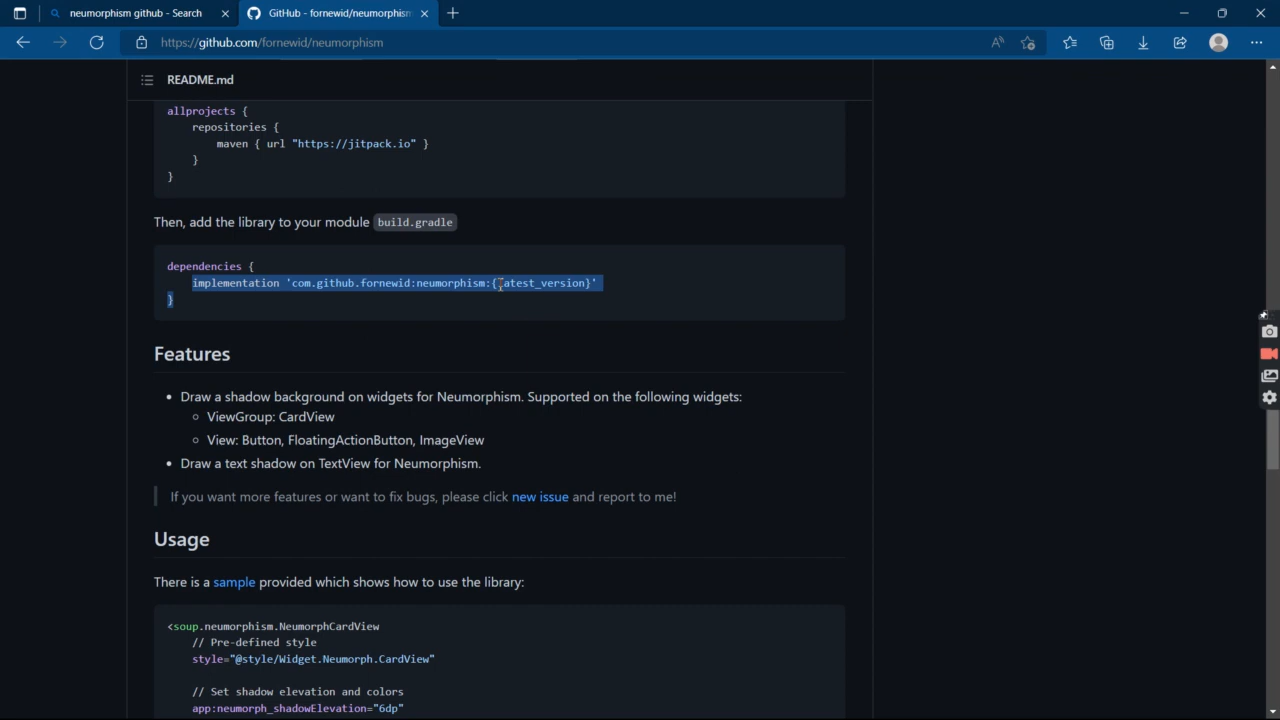 neumorphism github - Search
GitHub - fornewid/neumorphism
https://github.com/fornewid/neumorphism
README.md
allprojects {
repositories {
maven { url "https://jitpack.io" }
}
}
Then, add the library to your module build.gradle
dependencies {
implementation 'com.github.fornewid:neumorphism:{latest_version}'
}
Features
Draw a shadow background on widgets for Neumorphism. Supported on the following widgets:
ViewGroup: CardView
View: Button, FloatingActionButton, ImageView
Draw a text shadow on TextView for Neumorphism.
If you want more features or want to fix bugs, please click new issue and report to me!
Usage
There is a sample provided which shows how to use the library:
<soup.neumorphism.NeumorphCardView
// Pre-defined style
style="@style/Widget.Neumorph.CardView"
// Set shadow elevation and colors
app:neumorph_shadowElevation="6dp"